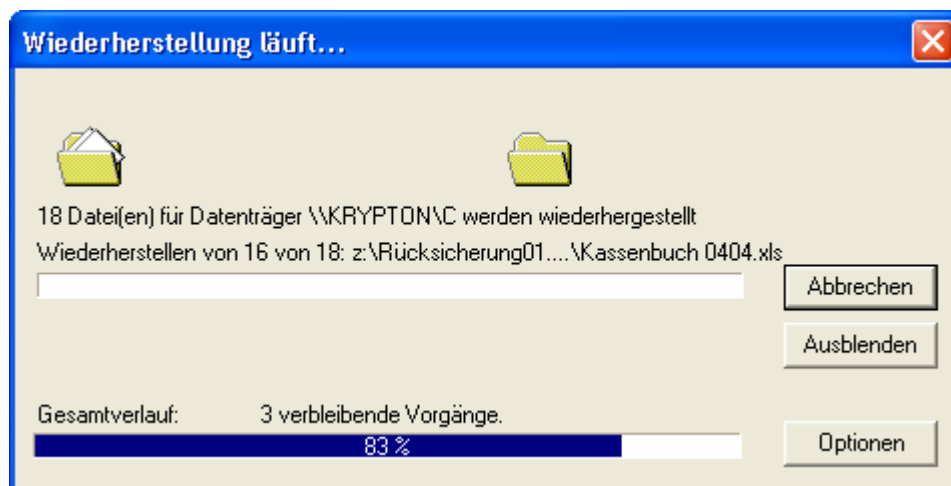 Wiederherstellung läuft...
18 Datei(en) für Datenträger \\KRYPTON\C werden wiederhergestellt
Wiederherstellen von 16 von 18: z:\Rücksicherung01....\Kassenbuch 0404.xls
Abbrechen
Ausblenden
Gesamtverlauf: 3 verbleibende Vorgänge.
83 %
Optionen